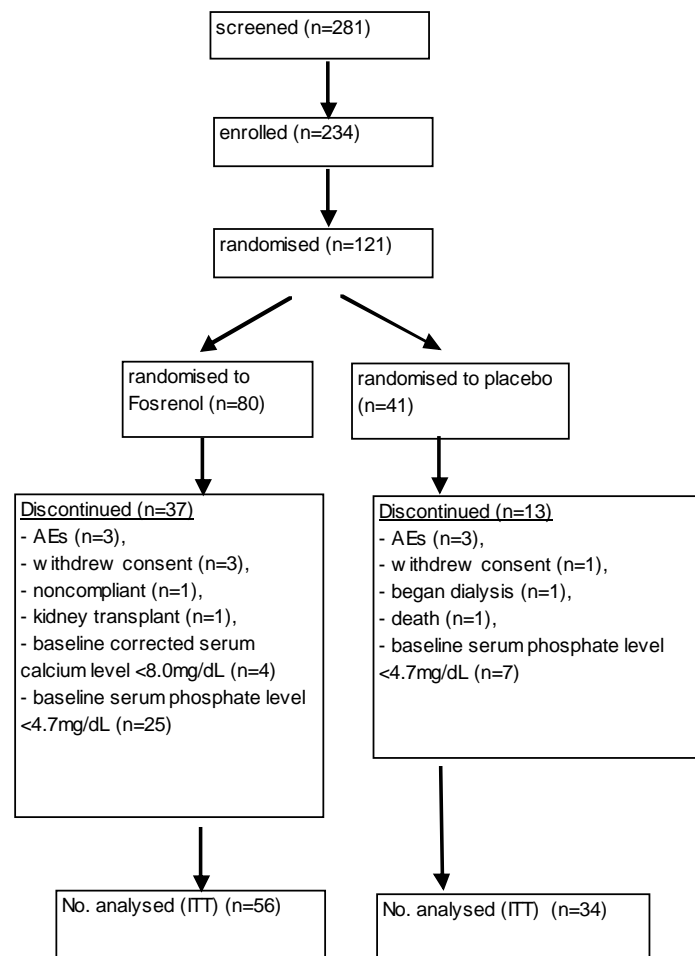 screened (n=281)
enrolled (n=234)
randomised (n=121)
randomised to
Fosrenol (n=80)
randomised to placebo
(n=41)
Discontinued (n=37)
- AEs (n=3),
- withdrew consent (n=3),
- noncompliant (n=1),
- kidney transplant (n=1),
- baseline corrected serum
calcium level <8.0mg/dL (n=4)
- baseline serum phosphate level
<4.7mg/dL (n=25)
Discontinued (n=13)
- AEs (n=3),
- withdrew consent (n=1),
- began dialysis (n=1),
- death (n=1),
- baseline serum phosphate level
<4.7mg/dL (n=7)
No. analysed (ITT) (n=56)
No. analysed (ITT) (n=34)